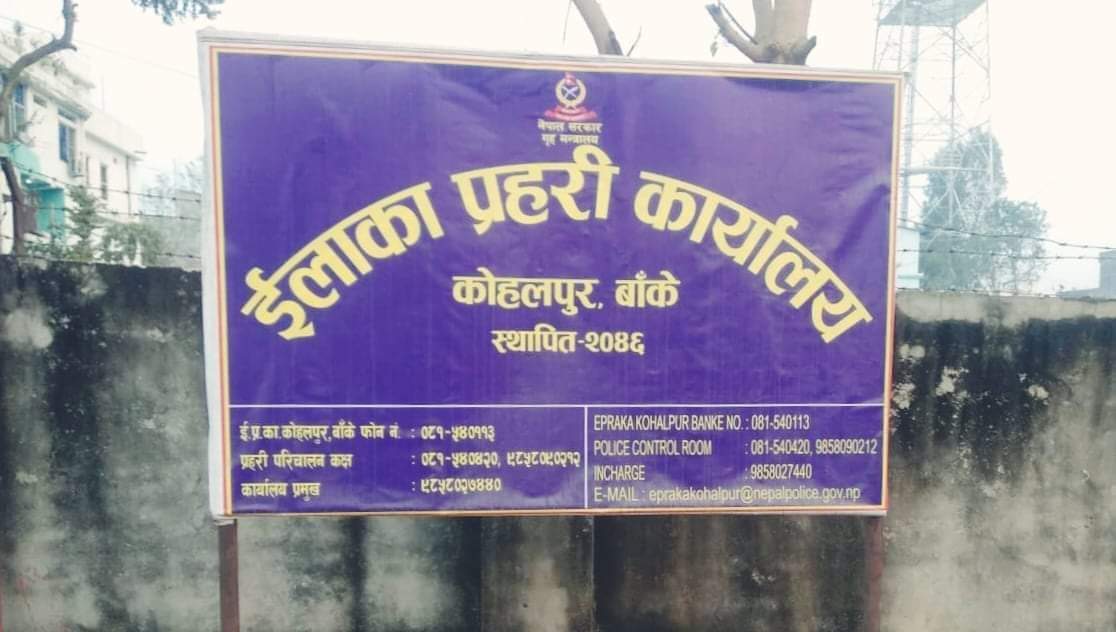 नेपाल सरकार
गृह मन्त्रालय
ईलाका प्रहरी कार्यालय
कोहलपुर, बाँके
स्थापित-२०४६
ई.प्र.का.कोहलपुर,बाँके फोन नं. : ०८१-५४०११३
प्रहरी परिचालन कक्ष : ०८१-५४०४२०, ९८५८०९०२१२
कार्यालय प्रमुख : ९८५८०२७४४०
EPRAKA KOHALPUR BANKE NO. : 081-540113
POLICE CONTROL ROOM : 081-540420, 9858090212
INCHARGE : 9858027440
E-MAIL : eprakakohalpur@nepalpolice.gov.np